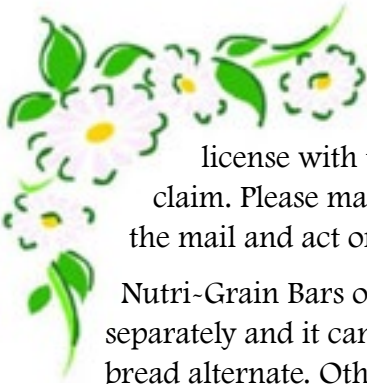 license with
claim. Please ma
the mail and act o
Nutri-Grain Bars o
separately and it can
bread alternate. Oth